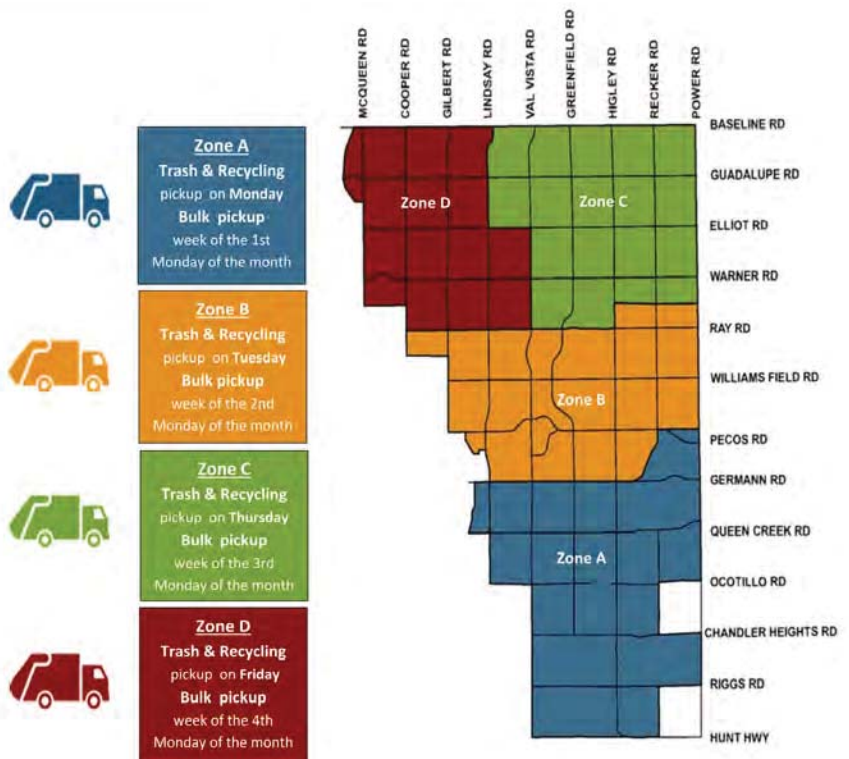 MCQUEEN RD
COOPER RD
GILBERT RD
LINDSAY RD
VAL VISTA RD
GREENFIELD RD
HIGLEY RD
RECKER RD
POWER RD
Zone A
Trash & Recycling
pickup on Monday
Bulk pickup
week of the 1st
Monday of the month
Zone B
Trash & Recycling
pickup on Tuesday
Bulk pickup
week of the 2nd
Monday of the month
Zone C
Trash & Recycling
pickup on Thursday
Bulk pickup
week of the 3rd
Monday of the month
Zone D
Trash & Recycling
pickup on Friday
Bulk pickup
week of the 4th
Monday of the month
Zone D
Zone C
Zone B
Zone A
BASELINE RD
GUADALUPE RD
ELLIOT RD
WARNER RD
RAY RD
WILLIAMS FIELD RD
PECOS RD
GERMANN RD
QUEEN CREEK RD
OCOTILLO RD
CHANDLER HEIGHTS RD
RIGGS RD
HUNT HWY